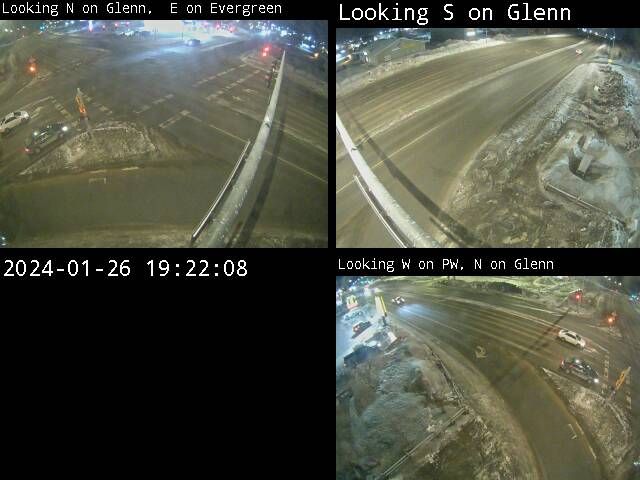 Looking N on Glenn,  E on Evergreen
Looking S on Glenn
2024-01-26 19:22:08
Looking W on PW, N on Glenn